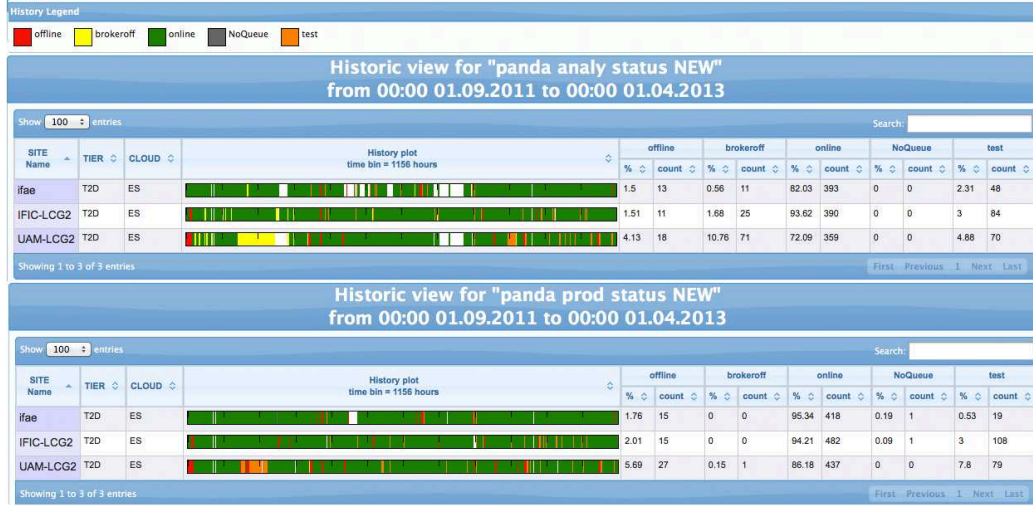 History Legend
offline brokeroff online NoQueue test
Historic view for "panda analy status NEW"
from 00:00 01.09.2011 to 00:00 01.04.2013
Show 100 entries Search:
SITE Name TIER CLOUD History plot time bin = 1156 hours offline brokeroff online NoQueue test
% count % count % count % count % count
ifae T2D ES 1.5 13 0.56 11 82.03 393 0 0 2.31 48
IFIC-LCG2 T2D ES 1.51 11 1.68 25 93.62 390 0 0 3 84
UAM-LCG2 T2D ES 4.13 18 10.76 71 72.09 359 0 0 4.88 70
Showing 1 to 3 of 3 entries First Previous 1 Next Last
Historic view for "panda prod status NEW"
from 00:00 01.09.2011 to 00:00 01.04.2013
Show 100 entries Search:
SITE Name TIER CLOUD History plot time bin = 1156 hours offline brokeroff online NoQueue test
% count % count % count % count % count
ifae T2D ES 1.76 15 0 0 95.34 418 0.19 1 0.53 19
IFIC-LCG2 T2D ES 2.01 15 0 0 94.21 482 0.09 1 3 108
UAM-LCG2 T2D ES 5.69 27 0.15 1 86.18 437 0 0 7.8 79
Showing 1 to 3 of 3 entries First Previous 1 Next Last